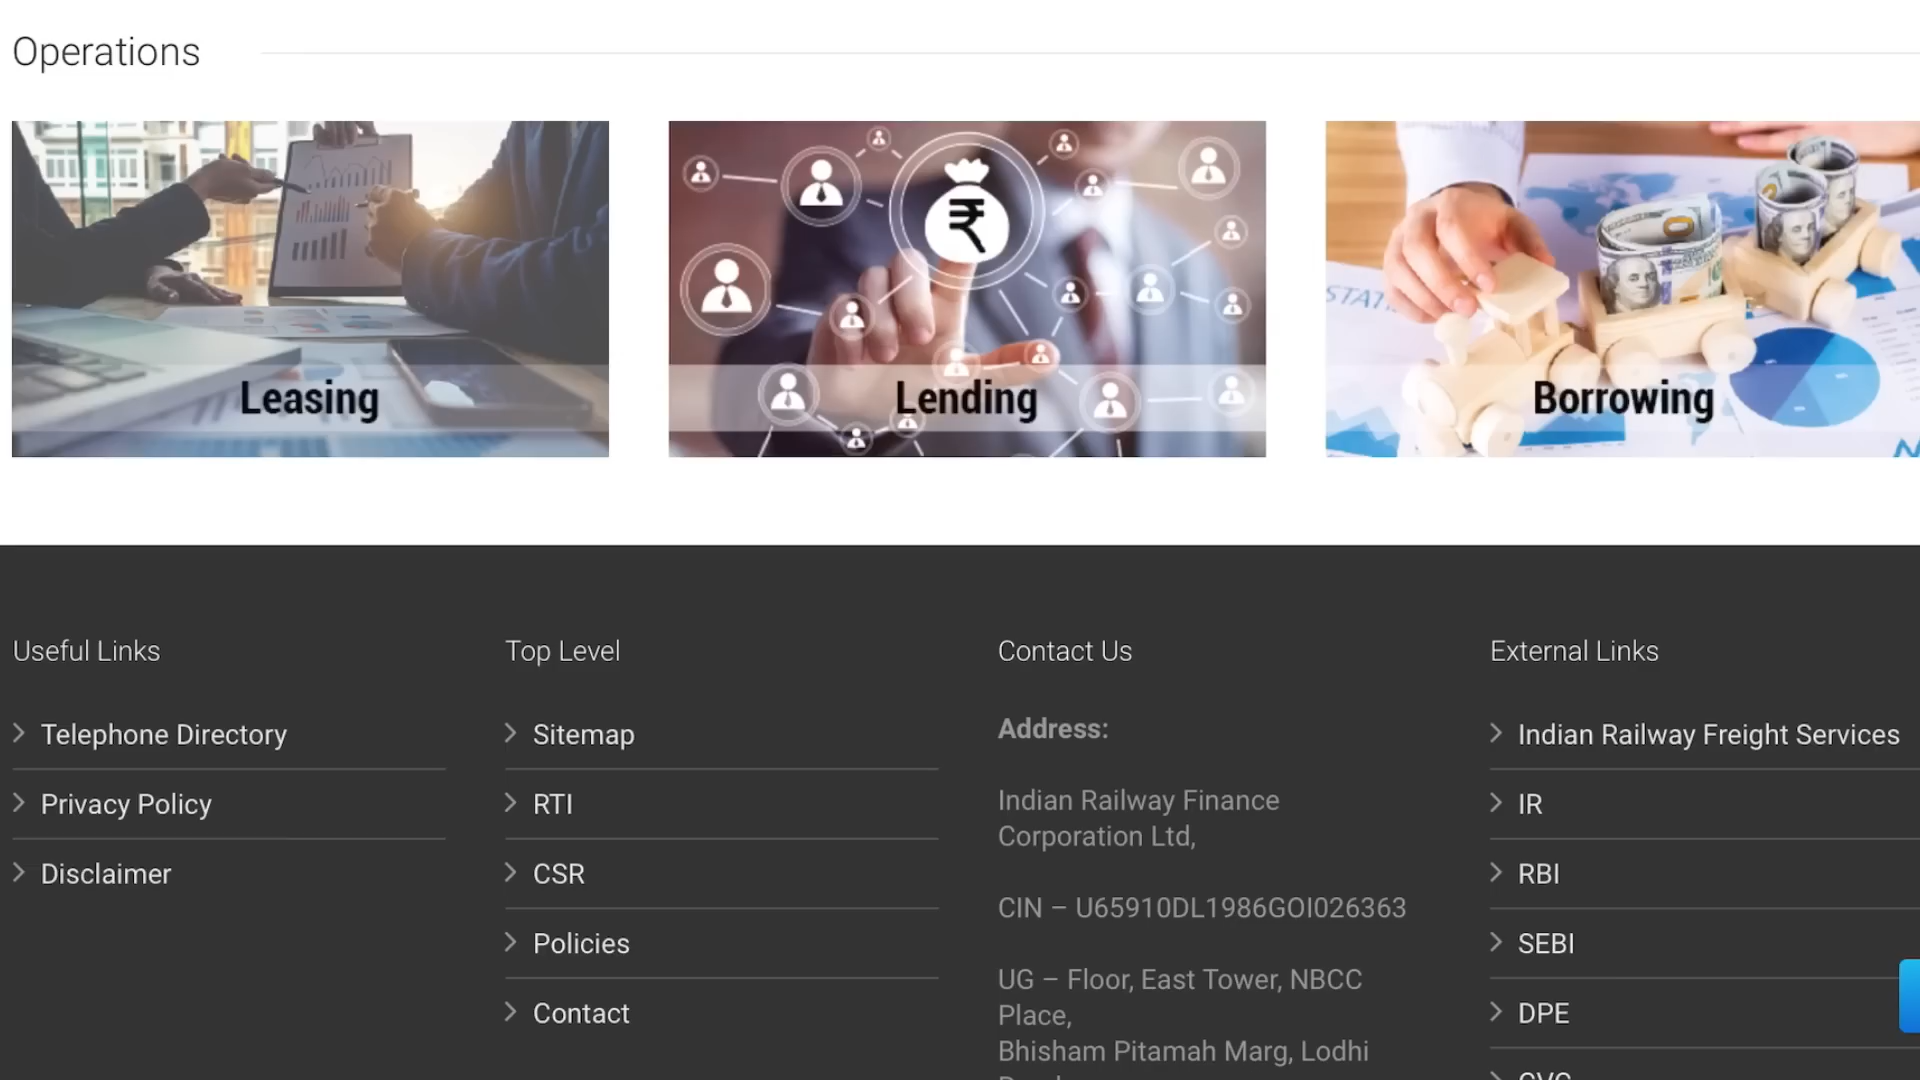 Operations
Leasing
Lending
Borrowing
Useful Links
Telephone Directory
Privacy Policy
Disclaimer
Top Level
Sitemap
RTI
CSR
Policies
Contact
Contact Us
Address:
Indian Railway Finance
Corporation Ltd,
CIN – U65910DL1986GOI026363
UG – Floor, East Tower, NBCC
Place,
Bhisham Pitamah Marg, Lodhi
External Links
Indian Railway Freight Services
IR
RBI
SEBI
DPE